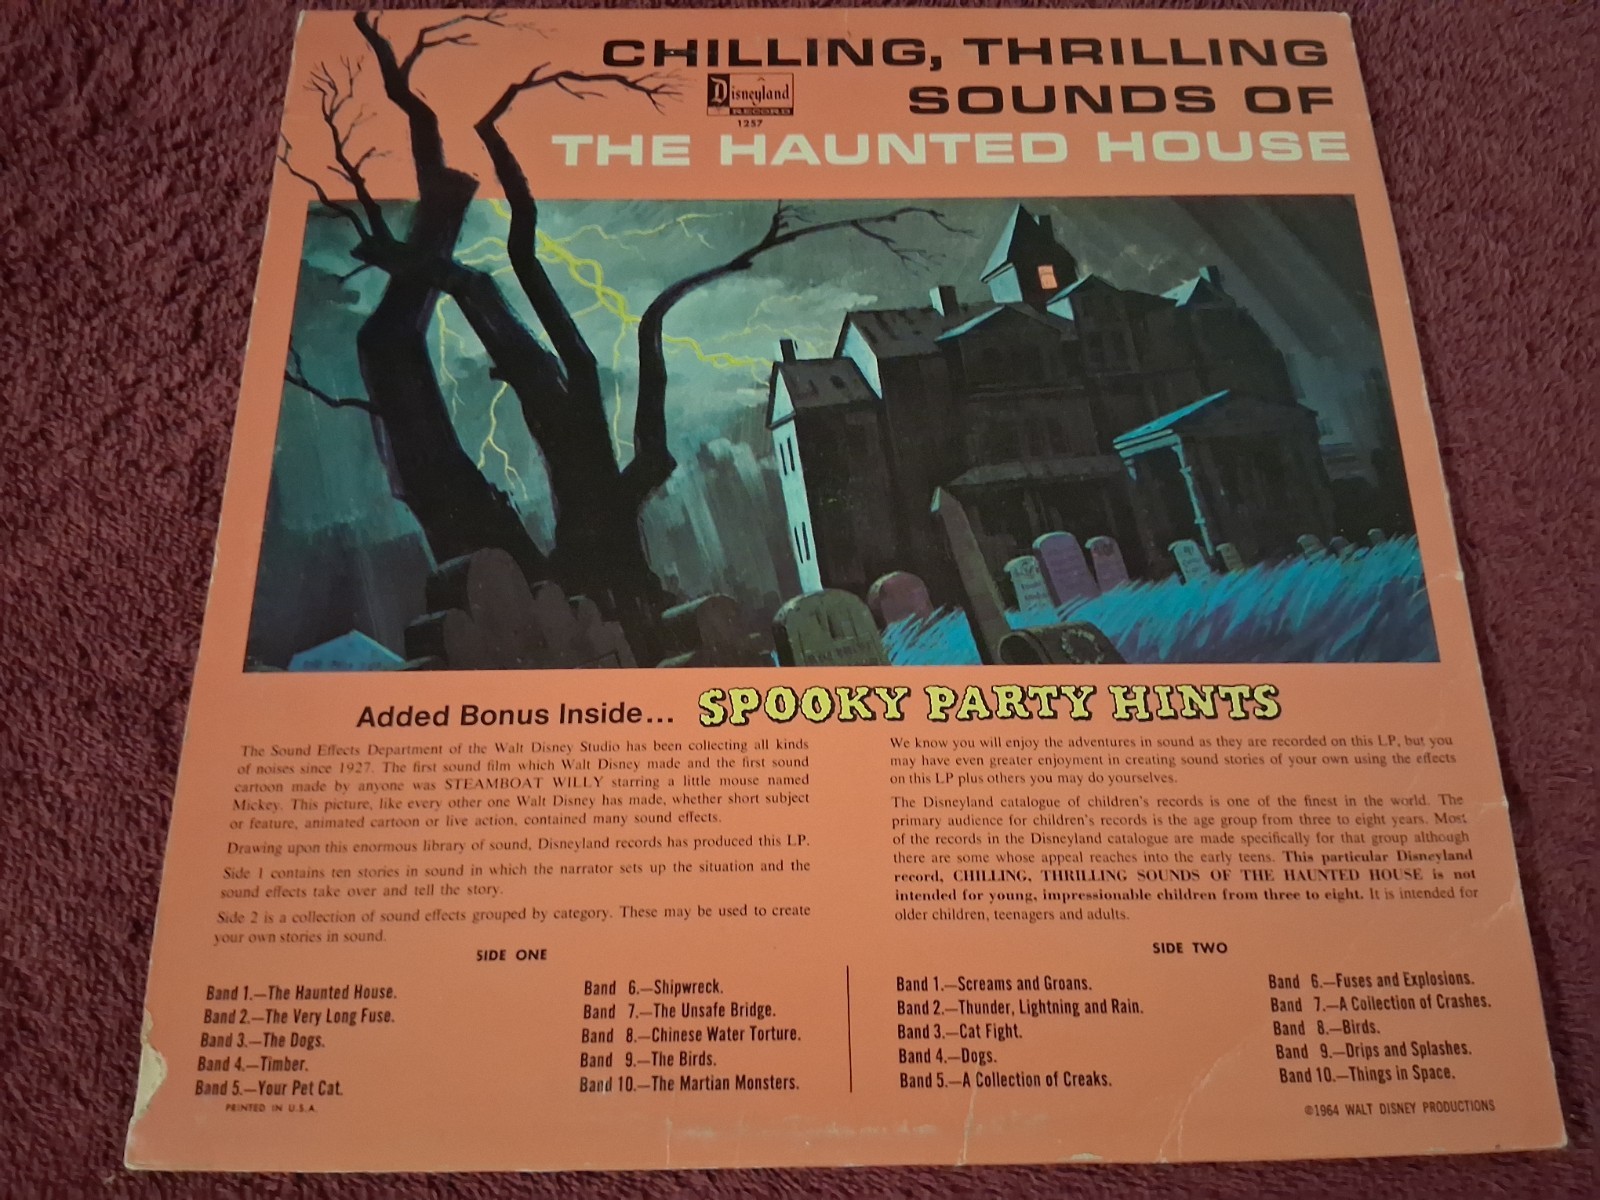 CHILLING, THRILLING
SOUNDS OF
THE HAUNTED HOUSE
Disneyland
RECORD
1257
Added Bonus Inside... SPOOKY PARTY HINTS
The Sound Effects Department of the Walt Disney Studio has been collecting all kinds
of noises since 1927. The first sound film which Walt Disney made and the first sound
cartoon made by anyone was STEAMBOAT WILLY starring a little mouse named
Mickey. This picture, like every other one Walt Disney has made, whether short subject
or feature, animated cartoon or live action, contained many sound effects.
Drawing upon this enormous library of sound, Disneyland records has produced this LP.
Side 1 contains ten stories in sound in which the narrator sets up the situation and the
sound effects take over and tell the story.
Side 2 is a collection of sound effects grouped by category. These may be used to create
your own stories in sound.
We know you will enjoy the adventures in sound as they are recorded on this LP, but you
may have even greater enjoyment in creating sound stories of your own using the effects
on this LP plus others you may do yourselves.
The Disneyland catalogue of children's records is one of the finest in the world. The
primary audience for children's records is the age group from three to eight years. Most
of the records in the Disneyland catalogue are made specifically for that group although
there are some whose appeal reaches into the early teens. This particular Disneyland
record, CHILLING, THRILLING SOUNDS OF THE HAUNTED HOUSE is not
intended for young, impressionable children from three to eight. It is intended for
older children, teenagers and adults.
SIDE ONE
Band 1.—The Haunted House.
Band 2.—The Very Long Fuse.
Band 3.—The Dogs.
Band 4.—Timber.
Band 5.—Your Pet Cat.
Band 6.—Shipwreck.
Band 7.—The Unsafe Bridge.
Band 8.—Chinese Water Torture.
Band 9.—The Birds.
Band 10.—The Martian Monsters.
PRINTED IN U.S.A.
SIDE TWO
Band 1.—Screams and Groans.
Band 2.—Thunder, Lightning and Rain.
Band 3.—Cat Fight.
Band 4.—Dogs.
Band 5.—A Collection of Creaks.
Band 6.—Fuses and Explosions.
Band 7.—A Collection of Crashes.
Band 8.—Birds.
Band 9.—Drips and Splashes.
Band 10.—Things in Space.
©1964 WALT DISNEY PRODUCTIONS